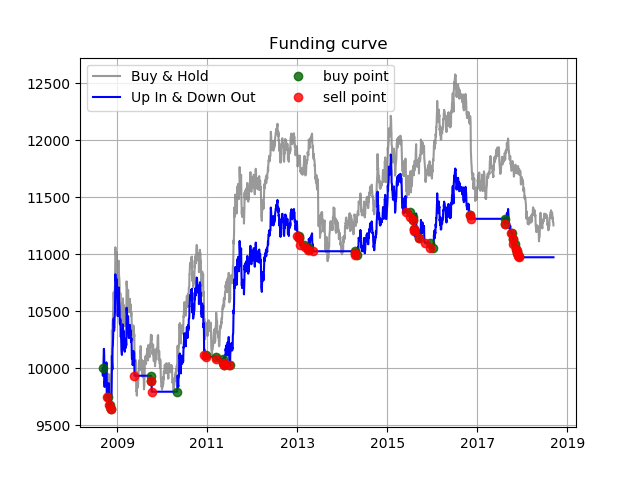 Funding curve
Buy & Hold
Up In & Down Out
buy point
sell point
12500
12000
11500
11000
10500
10000
9500
2009 2011 2013 2015 2017 2019